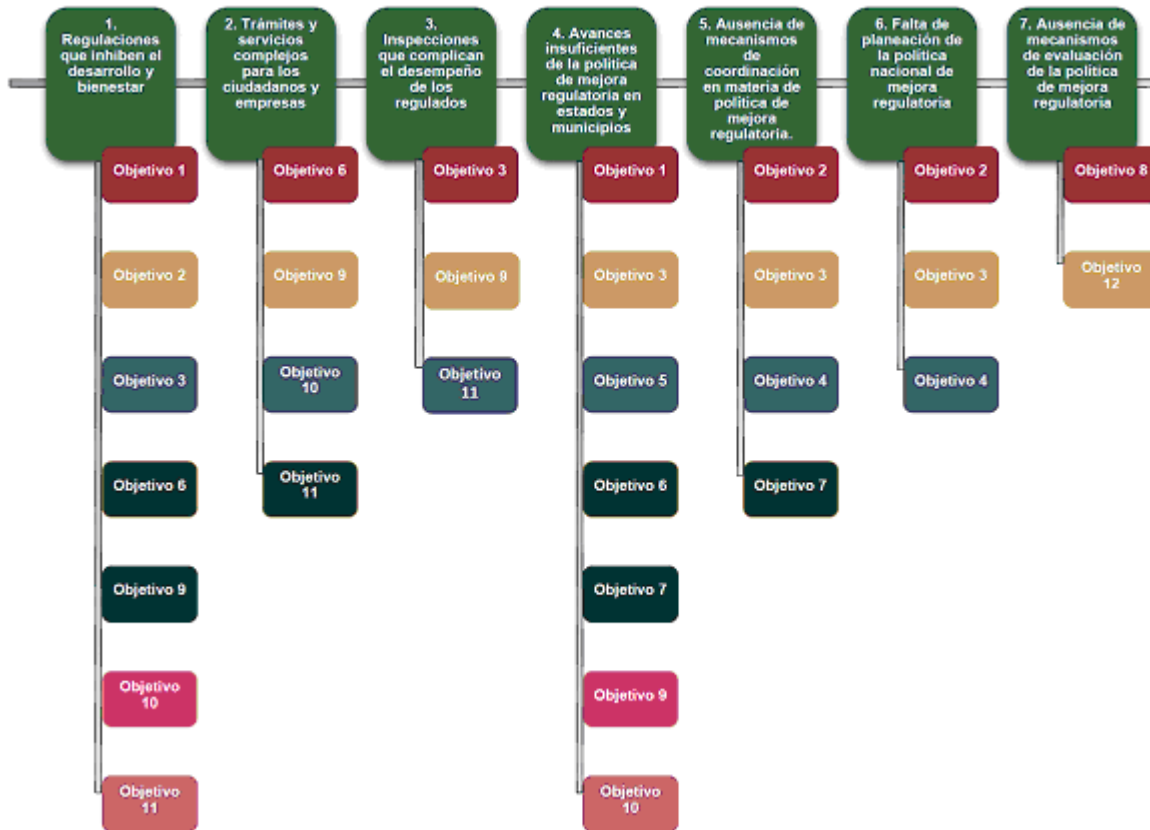 1.
Regulaciones
que inhiben el
desarrollo y
bienestar
2. Trámites y
servicios
complejos
para los
ciudadanos y
empresas
3.
Inspecciones
que complican
el desempeño
de los
regulados
4. Avances
insuficientes
de la política
de mejora
regulatoria en
estados y
municipios
5. Ausencia de
mecanismos
de
coordinación
en materia de
política de
mejora
regulatoria.
6. Falta de
planeación de
la política
nacional de
mejora
regulatoria
7. Ausencia de
mecanismos
de evaluación
de la política
de mejora
regulatoria
Objetivo 1
Objetivo 2
Objetivo 3
Objetivo 6
Objetivo 9
Objetivo
10
Objetivo
11
Objetivo 6
Objetivo 9
Objetivo
10
Objetivo
11
Objetivo 3
Objetivo 9
Objetivo
11
Objetivo 1
Objetivo 3
Objetivo 5
Objetivo 6
Objetivo 7
Objetivo 9
Objetivo
10
Objetivo 2
Objetivo 3
Objetivo 4
Objetivo 7
Objetivo 2
Objetivo 3
Objetivo 4
Objetivo 8
Objetivo
12